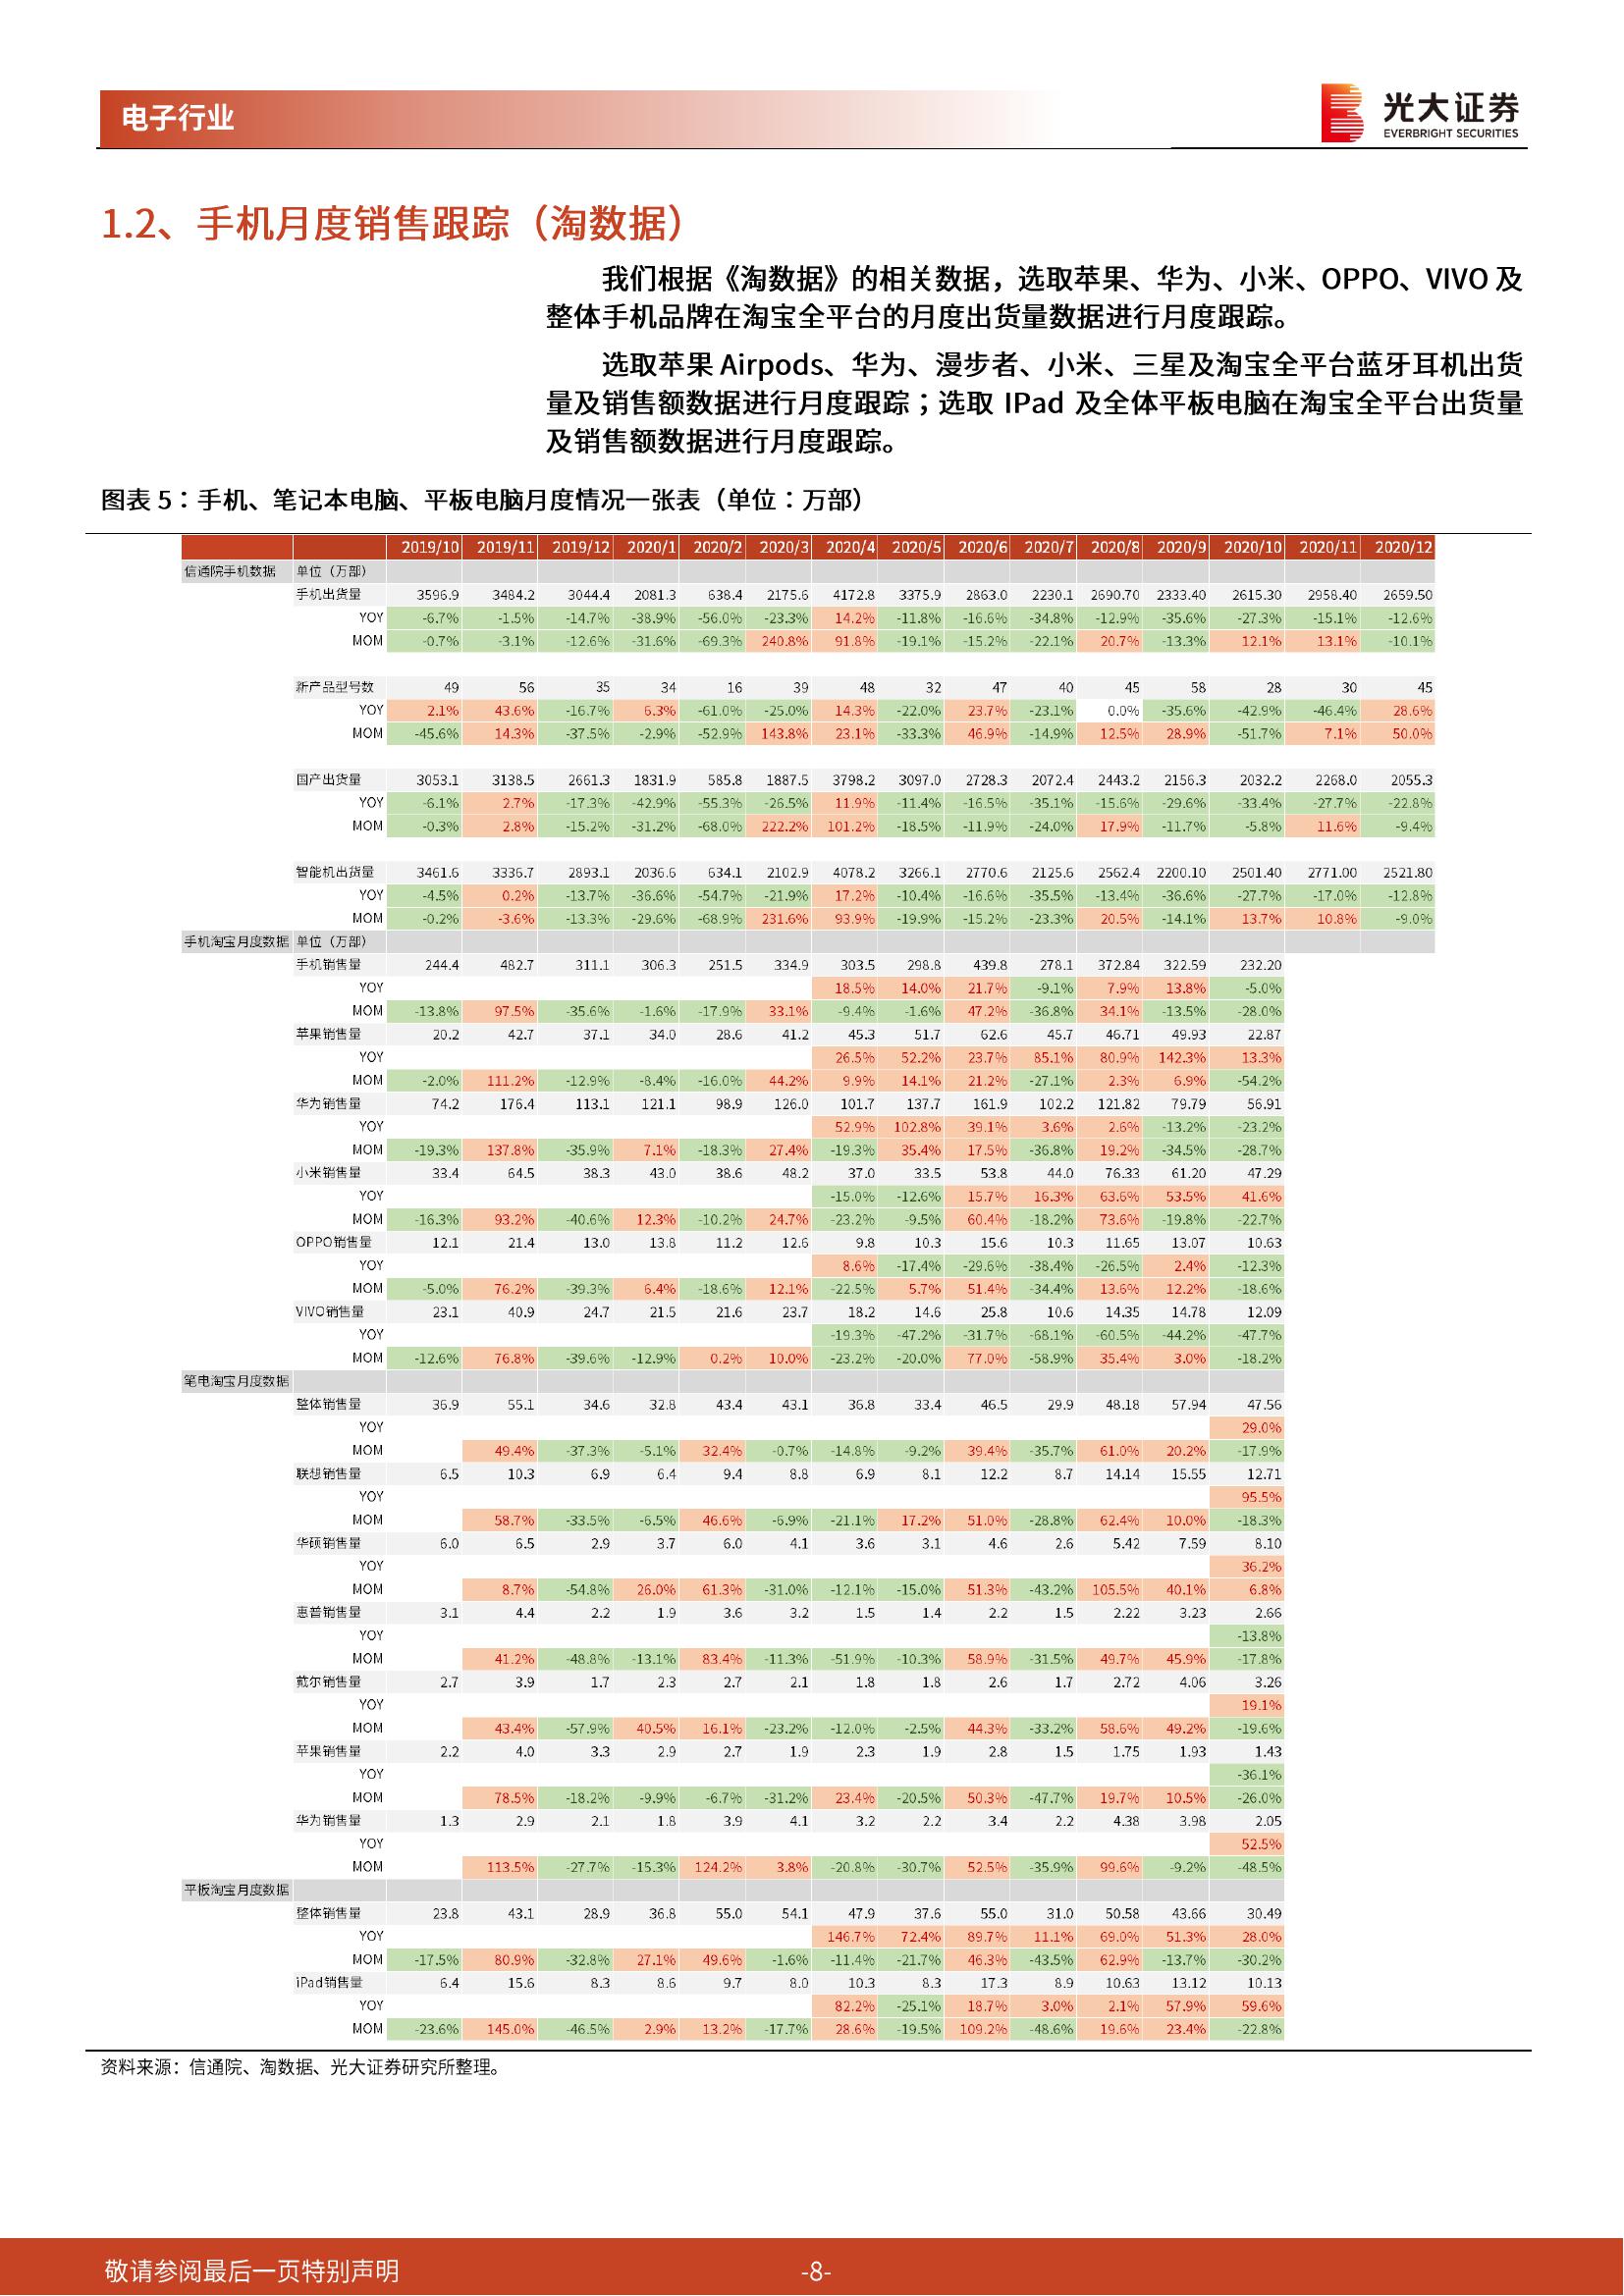 电子行业
光大证券
EVERBRIGHT SECURITIES
1.2、手机月度销售跟踪（淘数据）
我们根据《淘数据》的相关数据，选取苹果、华为、小米、OPPO、VIVO 及
整体手机品牌在淘宝全平台的月度出货量数据进行月度跟踪。
选取苹果 Airpods、华为、漫步者、小米、三星及淘宝全平台蓝牙耳机出货
量及销售额数据进行月度跟踪；选取 IPad 及全体平板电脑在淘宝全平台出货量
及销售额数据进行月度跟踪。
图表 5：手机、笔记本电脑、平板电脑月度情况一张表（单位：万部）
2019/10 2019/11 2019/12 2020/1 2020/2 2020/3 2020/4 2020/5 2020/6 2020/7 2020/8 2020/9 2020/10 2020/11 2020/12
信通院手机数据 单位（万部）
手机出货量 3596.9 3484.2 3044.4 2081.3 638.4 2175.6 4172.8 3375.9 2863.0 2230.1 2690.70 2333.40 2615.30 2958.40 2659.50
YOY -6.7% -1.5% -14.7% -38.9% -56.0% -23.3% 14.2% -11.8% -16.6% -34.8% -12.9% -35.6% -27.3% -15.1% -12.6%
MOM -0.7% -3.1% -12.6% -31.6% -69.3% 240.8% 91.8% -19.1% -15.2% -22.1% 20.7% -13.3% 12.1% 13.1% -10.1%
新产品型号数 49 56 35 34 16 39 48 32 47 40 45 58 28 30 45
YOY 2.1% 43.6% -16.7% 6.3% -61.0% -25.0% 14.3% -22.0% 23.7% -23.1% 0.0% -35.6% -42.9% -46.4% 28.6%
MOM -45.6% 14.3% -37.5% -2.9% -52.9% 143.8% 23.1% -33.3% 46.9% -14.9% 12.5% 28.9% -51.7% 7.1% 50.0%
国产出货量 3053.1 3138.5 2661.3 1831.9 585.8 1887.5 3798.2 3097.0 2728.3 2072.4 2443.2 2156.3 2032.2 2268.0 2055.3
YOY -6.1% 2.7% -17.3% -42.9% -55.3% -26.5% 11.9% -11.4% -16.5% -35.1% -15.6% -29.6% -33.4% -27.7% -22.8%
MOM -0.3% 2.8% -15.2% -31.2% -68.0% 222.2% 101.2% -18.5% -11.9% -24.0% 17.9% -11.7% -5.8% 11.6% -9.4%
智能机出货量 3461.6 3336.7 2893.1 2036.6 634.1 2102.9 4078.2 3266.1 2770.6 2125.6 2562.4 2200.10 2501.40 2771.00 2521.80
YOY -4.5% 0.2% -13.7% -36.6% -54.7% -21.9% 17.2% -10.4% -16.6% -35.5% -13.4% -36.6% -27.7% -17.0% -12.8%
MOM -0.2% -3.6% -13.3% -29.6% -68.9% 231.6% 93.9% -19.9% -15.2% -23.3% 20.5% -14.1% 13.7% 10.8% -9.0%
手机淘宝月度数据 单位（万部）
手机销售量 244.4 482.7 311.1 306.3 251.5 334.9 303.5 298.8 439.8 278.1 372.84 322.59 232.20
YOY 18.5% 14.0% 21.7% -9.1% 7.9% 13.8% -5.0%
MOM -13.8% 97.5% -35.6% -1.6% -17.9% 33.1% -9.4% -1.6% 47.2% -36.8% 34.1% -13.5% -28.0%
苹果销售量 20.2 42.7 37.1 34.0 28.6 41.2 45.3 51.7 62.6 45.7 46.71 49.93 22.87
YOY 26.5% 52.2% 23.7% 85.1% 80.9% 142.3% 13.3%
MOM -2.0% 111.2% -12.9% -8.4% -16.0% 44.2% 9.9% 14.1% 21.2% -27.1% 2.3% 6.9% -54.2%
华为销售量 74.2 176.4 113.1 121.1 98.9 126.0 101.7 137.7 161.9 102.2 121.82 79.79 56.91
YOY 52.9% 102.8% 39.1% 3.6% 2.6% -13.2% -23.2%
MOM -19.3% 137.8% -35.9% 7.1% -18.3% 27.4% -19.3% 35.4% 17.5% -36.8% 19.2% -34.5% -28.7%
小米销售量 33.4 64.5 38.3 43.0 38.6 48.2 37.0 33.5 53.8 44.0 76.33 61.20 47.29
YOY -15.0% -12.6% 15.7% 16.3% 63.6% 53.5% 41.6%
MOM -16.3% 93.2% -40.6% 12.3% -10.2% 24.7% -23.2% -9.5% 60.4% -18.2% 73.6% -19.8% -22.7%
OPPO销售量 12.1 21.4 13.0 13.8 11.2 12.6 9.8 10.3 15.6 10.3 11.65 13.07 10.63
YOY 8.6% -17.4% -29.6% -38.4% -26.5% 2.4% -12.3%
MOM -5.0% 76.2% -39.3% 6.4% -18.6% 12.1% -22.5% 5.7% 51.4% -34.4% 13.6% 12.2% -18.6%
VIVO销售量 23.1 40.9 24.7 21.5 21.6 23.7 18.2 14.6 25.8 10.6 14.35 14.78 12.09
YOY -19.3% -47.2% -31.7% -68.1% -60.5% -44.2% -47.7%
MOM -12.6% 76.8% -39.6% -12.9% 0.2% 10.0% -23.2% -20.0% 77.0% -58.9% 35.4% 3.0% -18.2%
笔电淘宝月度数据
整体销售量 36.9 55.1 34.6 32.8 43.4 43.1 36.8 33.4 46.5 29.9 48.18 57.94 47.56
YOY 29.0%
MOM 49.4% -37.3% -5.1% 32.4% -0.7% -14.8% -9.2% 39.4% -35.7% 61.0% 20.2% -17.9%
联想销售量 6.5 10.3 6.9 6.4 9.4 8.8 6.9 8.1 12.2 8.7 14.14 15.55 12.71
YOY 95.5%
MOM 58.7% -33.5% -6.5% 46.6% -6.9% -21.1% 17.2% 51.0% -28.8% 62.4% 10.0% -18.3%
华硕销售量 6.0 6.5 2.9 3.7 6.0 4.1 3.6 3.1 4.6 2.6 5.42 7.59 8.10
YOY 36.2%
MOM 8.7% -54.8% 26.0% 61.3% -31.0% -12.1% -15.0% 51.3% -43.2% 105.5% 40.1% 6.8%
惠普销售量 3.1 4.4 2.2 1.9 3.6 3.2 1.5 1.4 2.2 1.5 2.22 3.23 2.66
YOY -13.8%
MOM 41.2% -48.8% -13.1% 83.4% -11.3% -51.9% -10.3% 58.9% -31.5% 49.7% 45.9% -17.8%
戴尔销售量 2.7 3.9 1.7 2.3 2.7 2.1 1.8 1.8 2.6 1.7 2.72 4.06 3.26
YOY 19.1%
MOM 43.4% -57.9% 40.5% 16.1% -23.2% -12.0% -2.5% 44.3% -33.2% 58.6% 49.2% -19.6%
苹果销售量 2.2 4.0 3.3 2.9 2.7 1.9 2.3 1.9 2.8 1.5 1.75 1.93 1.43
YOY -36.1%
MOM 78.5% -18.2% -9.9% -6.7% -31.2% 23.4% -20.5% 50.3% -47.7% 19.7% 10.5% -26.0%
华为销售量 1.3 2.9 2.1 1.8 3.9 4.1 3.2 2.2 3.4 2.2 4.38 3.98 2.05
YOY 52.5%
MOM 113.5% -27.7% -15.3% 124.2% 3.8% -20.8% -30.7% 52.5% -35.9% 99.6% -9.2% -48.5%
平板淘宝月度数据
整体销售量 23.8 43.1 28.9 36.8 55.0 54.1 47.9 37.6 55.0 31.0 50.58 43.66 30.49
YOY 146.7% 72.4% 89.7% 11.1% 69.0% 51.3% 28.0%
MOM -17.5% 80.9% -32.8% 27.1% 49.6% -1.6% -11.4% -21.7% 46.3% -43.5% 62.9% -13.7% -30.2%
iPad销售量 6.4 15.6 8.3 8.6 9.7 8.0 10.3 8.3 17.3 8.9 10.63 13.12 10.13
YOY 82.2% -25.1% 18.7% 3.0% 2.1% 57.9% 59.6%
MOM -23.6% 145.0% -46.5% 2.9% 13.2% -17.7% 28.6% -19.5% 109.2% -48.6% 19.6% 23.4% -22.8%
资料来源：信通院、淘数据、光大证券研究所整理。
敬请参阅最后一页特别声明
-8-